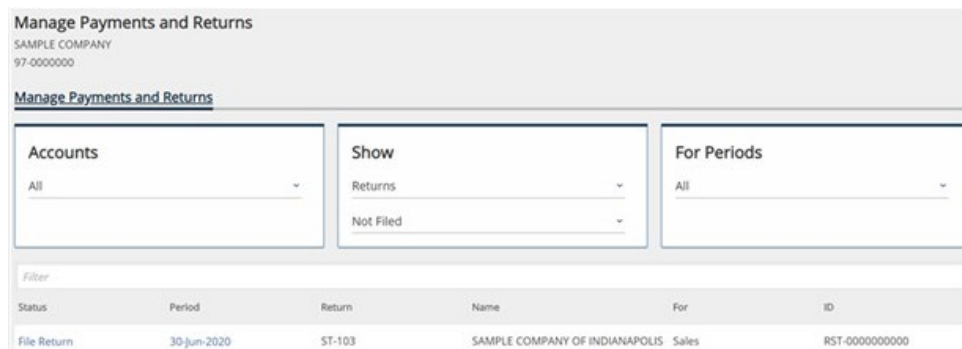 Manage Payments and Returns
SAMPLE COMPANY
97-0000000
Manage Payments and Returns
Accounts
All
Show
Returns
Not Filed
For Periods
All
Filter
Status Period Return Name For ID
File Return 30-Jun-2020 ST-103 SAMPLE COMPANY OF INDIANAPOLIS Sales RST-0000000000